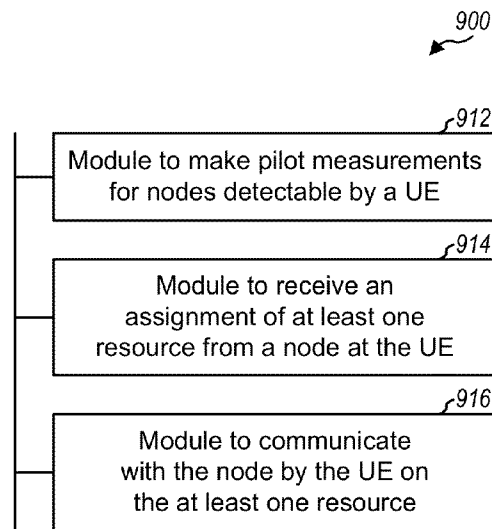 900
912
Module to make pilot measurements
for nodes detectable by a UE
914
Module to receive an
assignment of at least one
resource from a node at the UE
916
Module to communicate
with the node by the UE on
the at least one resource